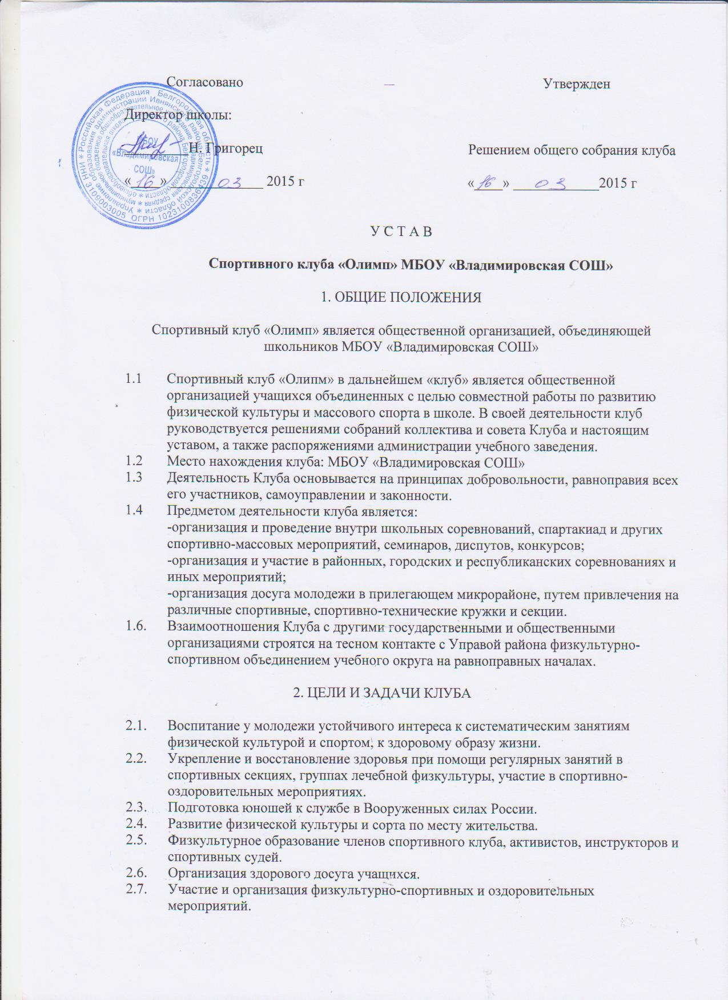 Согласовано
Утвержден
Директор школы:
Н. Григорец
Решением общего собрания клуба
«16» 03 2015 г
«16» 03 2015 г
Российская Федерация Белгородская область
ИНН 3109003005 ОГРН 1023100836439
МБОУ
«Владимировская
СОШ»
У С Т А В
Спортивного клуба «Олимп» МБОУ «Владимировская СОШ»
1. ОБЩИЕ ПОЛОЖЕНИЯ
Спортивный клуб «Олимп» является общественной организацией, объединяющей
школьников МБОУ «Владимировская СОШ»
1.1 Спортивный клуб «Олипм» в дальнейшем «клуб» является общественной
организацией учащихся объединенных с целью совместной работы по развитию
физической культуры и массового спорта в школе. В своей деятельности клуб
руководствуется решениями собраний коллектива и совета Клуба и настоящим
уставом, а также распоряжениями администрации учебного заведения.
1.2 Место нахождения клуба: МБОУ «Владимировская СОШ»
1.3 Деятельность Клуба основывается на принципах добровольности, равноправия всех
его участников, самоуправлении и законности.
1.4 Предметом деятельности клуба является:
-организация и проведение внутри школьных соревнований, спартакиад и других
спортивно-массовых мероприятий, семинаров, диспутов, конкурсов;
-организация и участие в районных, городских и республиканских соревнованиях и
иных мероприятий;
-организация досуга молодежи в прилегающем микрорайоне, путем привлечения на
различные спортивные, спортивно-технические кружки и секции.
1.6. Взаимоотношения Клуба с другими государственными и общественными
организациями строятся на тесном контакте с Управой района физкультурно-
спортивном объединением учебного округа на равноправных началах.
2. ЦЕЛИ И ЗАДАЧИ КЛУБА
2.1. Воспитание у молодежи устойчивого интереса к систематическим занятиям
физической культурой и спортом, к здоровому образу жизни.
2.2. Укрепление и восстановление здоровья при помощи регулярных занятий в
спортивных секциях, группах лечебной физкультуры, участие в спортивно-
оздоровительных мероприятиях.
2.3. Подготовка юношей к службе в Вооруженных силах России.
2.4. Развитие физической культуры и сорта по месту жительства.
2.5. Физкультурное образование членов спортивного клуба, активистов, инструкторов и
спортивных судей.
2.6. Организация здорового досуга учащихся.
2.7. Участие и организация физкультурно-спортивных и оздоровительных
мероприятий.